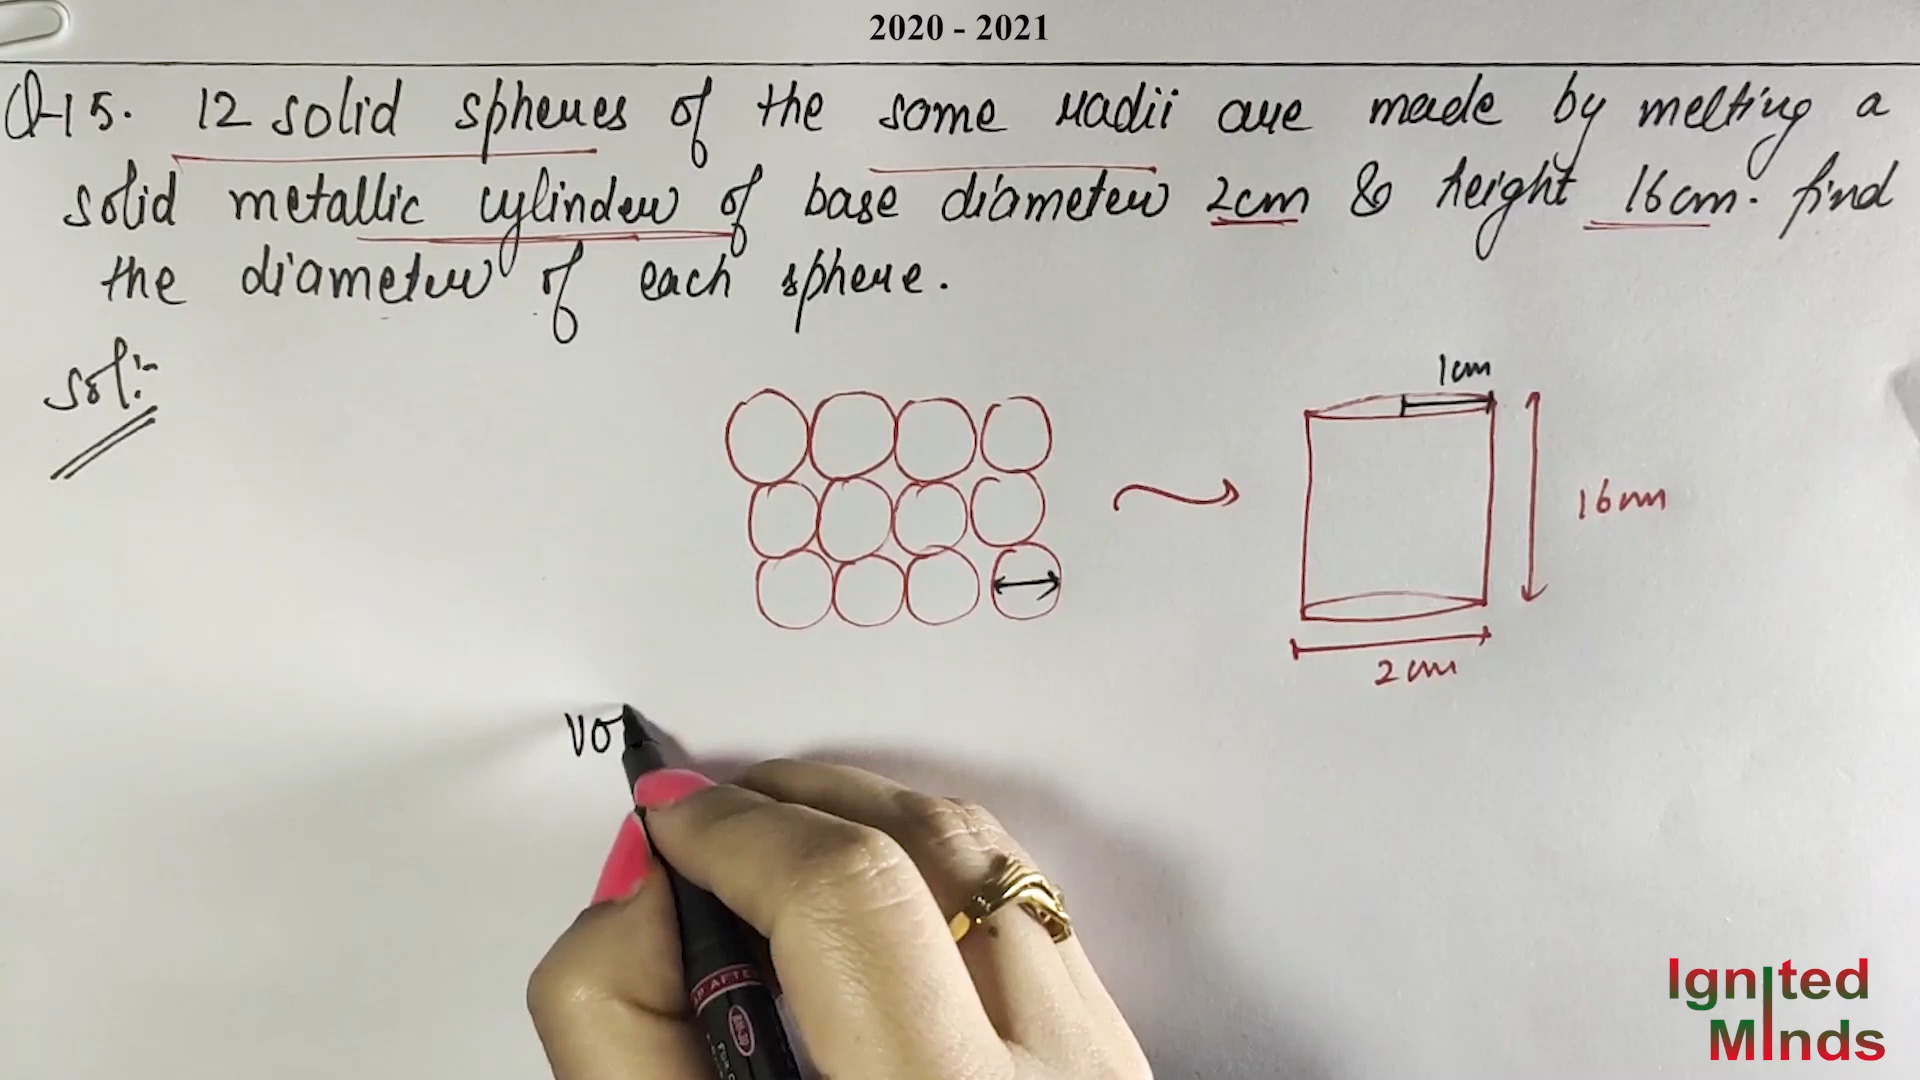 2020 - 2021
Q-15. 12 solid spheres of the same radii are made by melting a
solid metallic cylinder of base diameter 2cm & height 16cm. find
the diameter of each sphere.
Sol:-
1cm
16cm
2cm
vo
Ignited
Minds